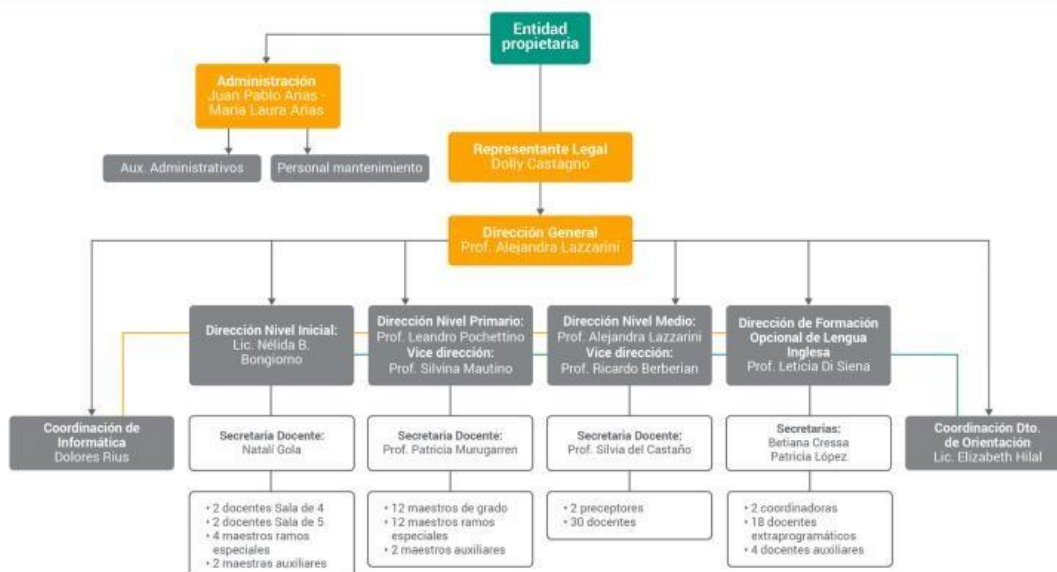 Entidad
propietaria
Administración
Juan Pablo Arias -
Maria Laura Arias
Aux. Administrativos
Personal mantenimiento
Representante Legal
Dolly Castagno
Dirección General
Prof. Alejandra Lazzarini
Dirección Nivel Inicial:
Lic. Nélida B.
Bongiorno
Dirección Nivel Primario:
Prof. Leandro Pochettino
Vice dirección:
Prof. Silvina Mautino
Dirección Nivel Medio:
Prof. Alejandra Lazzarini
Vice dirección:
Prof. Ricardo Berberian
Dirección de Formación
Opcional de Lengua
Inglesa
Prof. Leticia Di Siena
Coordinación de
Informática
Dolores Rius
Secretaria Docente:
Natalí Gola
Secretaria Docente:
Prof. Patricia Murugarren
Secretaria Docente:
Prof. Silvia del Castaño
Secretarias:
Betiana Cressa
Patricia López
Coordinación Dto.
de Orientación
Lic. Elizabeth Hilal
• 2 docentes Sala de 4
• 2 docentes Sala de 5
• 4 maestros ramos
especiales
• 2 maestras auxiliares
• 12 maestros de grado
• 12 maestros ramos
especiales
• 2 maestros auxiliares
• 2 preceptores
• 30 docentes
• 2 coordinadoras
• 18 docentes
extraprogramáticos
• 4 docentes auxiliares